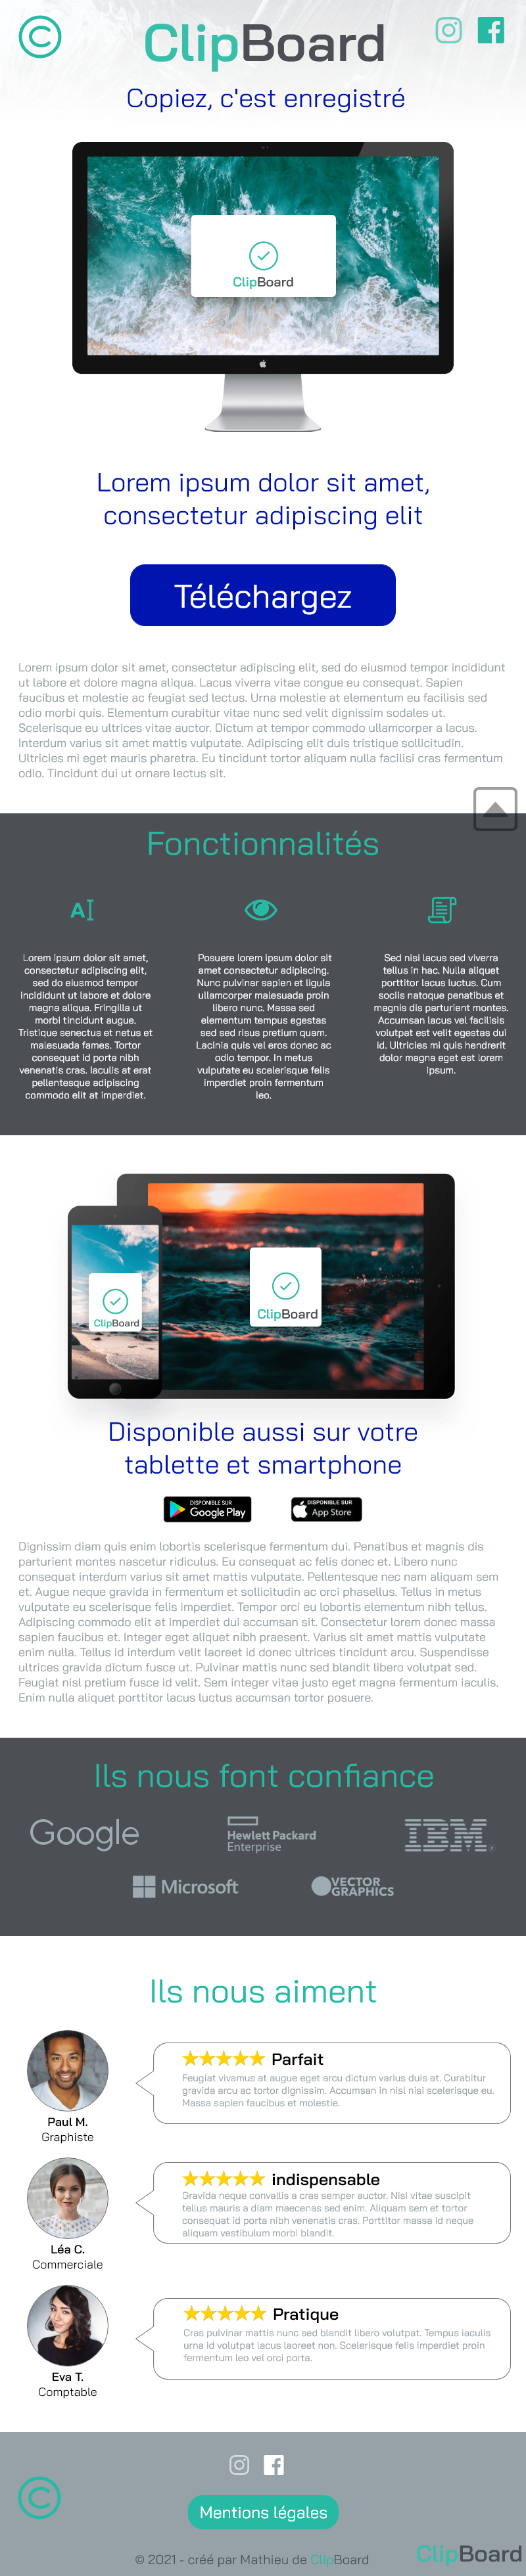 ©
ClipBoard
Copiez, c'est enregistré
ClipBoard
Lorem ipsum dolor sit amet,
consectetur adipiscing elit
Téléchargez
Lorem ipsum dolor sit amet, consectetur adipiscing elit, sed do eiusmod tempor incididunt
ut labore et dolore magna aliqua. Lacus viverra vitae congue eu consequat. Sapien
faucibus et molestie ac feugiat sed lectus. Urna molestie at elementum eu facilisis sed
odio morbi quis. Elementum curabitur vitae nunc sed velit dignissim sodales ut.
Scelerisque eu ultrices vitae auctor. Dictum at tempor commodo ullamcorper a lacus.
Interdum varius sit amet mattis vulputate. Adipiscing elit duis tristique sollicitudin.
Ultricies mi eget mauris pharetra. Eu tincidunt tortor aliquam nulla facilisi cras fermentum
odio. Tincidunt dui ut ornare lectus sit.
Fonctionnalités
A
Lorem ipsum dolor sit amet,
consectetur adipiscing elit,
sed do eiusmod tempor
incididunt ut labore et dolore
magna aliqua. Fringilla ut
morbi tincidunt augue.
Tristique senectus et netus et
malesuada fames. Tortor
consequat id porta nibh
venenatis cras. Iaculis at erat
pellentesque adipiscing
commodo elit at imperdiet.
Posuere lorem ipsum dolor sit
amet consectetur adipiscing.
Nunc pulvinar sapien et ligula
ullamcorper malesuada proin
libero nunc. Massa sed
elementum tempus egestas
sed sed risus pretium quam.
Lacinia quis vel eros donec ac
odio tempor. In metus
vulputate eu scelerisque felis
imperdiet proin fermentum
leo.
Sed nisi lacus sed viverra
tellus in hac. Nulla aliquet
porttitor lacus luctus. Cum
sociis natoque penatibus et
magnis dis parturient montes.
Accumsan lacus vel facilisis
volutpat est velit egestas dui
id. Ultricies mi quis hendrerit
dolor magna eget est lorem
ipsum.
ClipBoard
ClipBoard
Disponible aussi sur votre
tablette et smartphone
DISPONIBLE SUR
Google Play
DISPONIBLE SUR
App Store
Dignissim diam quis enim lobortis scelerisque fermentum dui. Penatibus et magnis dis
parturient montes nascetur ridiculus. Eu consequat ac felis donec et. Libero nunc
consequat interdum varius sit amet mattis vulputate. Pellentesque nec nam aliquam sem
et. Augue neque gravida in fermentum et sollicitudin ac orci phasellus. Tellus in metus
vulputate eu scelerisque felis imperdiet. Tempor orci eu lobortis elementum nibh tellus.
Adipiscing commodo elit at imperdiet dui accumsan sit. Consectetur lorem donec massa
sapien faucibus et. Integer eget aliquet nibh praesent. Varius sit amet mattis vulputate
enim nulla. Tellus id interdum velit laoreet id donec ultrices tincidunt arcu. Suspendisse
ultrices gravida dictum fusce ut. Pulvinar mattis nunc sed blandit libero volutpat sed.
Feugiat nisl pretium fusce id velit. Sem integer vitae justo eget magna fermentum iaculis.
Enim nulla aliquet porttitor lacus luctus accumsan tortor posuere.
Ils nous font confiance
Google
Hewlett Packard
Enterprise
IBM®
Microsoft
VECTOR
GRAPHICS
Ils nous aiment
Paul M.
Graphiste
Parfait
Feugiat vivamus at augue eget arcu dictum varius duis at. Curabitur
gravida arcu ac tortor dignissim. Accumsan in nisl nisi scelerisque eu.
Massa sapien faucibus et molestie.
Léa C.
Commerciale
indispensable
Gravida neque convallis a cras semper auctor. Nisl vitae suscipit
tellus mauris a diam maecenas sed enim. Aliquam sem et tortor
consequat id porta nibh venenatis cras. Porttitor massa id neque
aliquam vestibulum morbi blandit.
Eva T.
Comptable
Pratique
Cras pulvinar mattis nunc sed blandit libero volutpat. Tempus iaculis
urna id volutpat lacus laoreet non. Scelerisque felis imperdiet proin
fermentum leo vel orci porta.
©
Mentions légales
© 2021 - créé par Mathieu de ClipBoard
ClipBoard